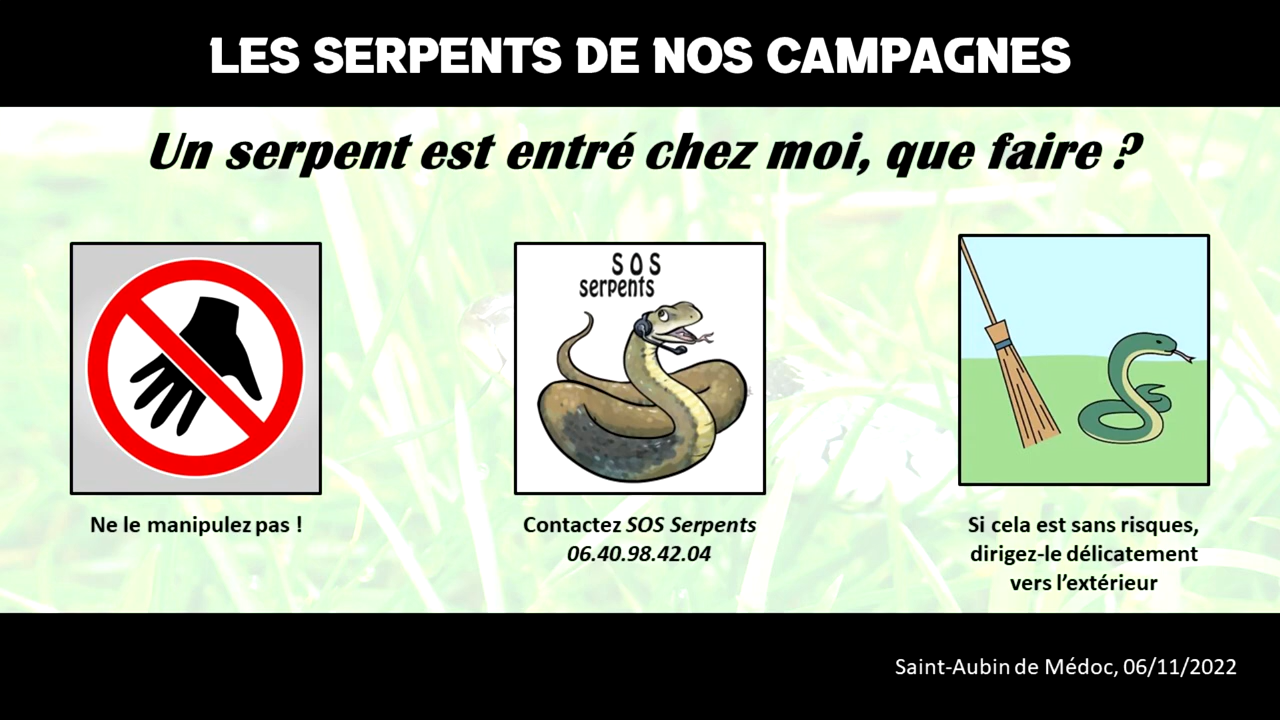 LES SERPENTS DE NOS CAMPAGNES
Un serpent est entré chez moi, que faire ?
SOS
serpents
Ne le manipulez pas !
Contactez SOS Serpents
06.40.98.42.04
Si cela est sans risques,
dirigez-le délicatement
vers l’extérieur
Saint-Aubin de Médoc, 06/11/2022